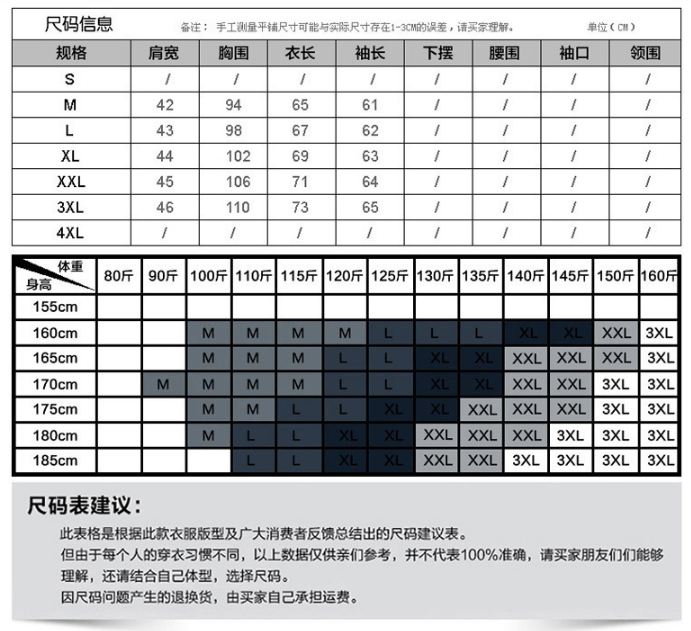 尺码信息 备注： 手工测量平铺尺寸可能与实际尺寸存在1-3CM的误差，请买家理解。 单位（CM）
规格 肩宽 胸围 衣长 袖长 下摆 腰围 袖口 领围
S / / / / / / / /
M 42 94 65 61 / / / /
L 43 98 67 62 / / / /
XL 44 102 69 63 / / / /
XXL 45 106 71 64 / / / /
3XL 46 110 73 65 / / / /
4XL / / / / / / / /
体重
身高 80斤 90斤 100斤 110斤 115斤 120斤 125斤 130斤 135斤 140斤 145斤 150斤 160斤
155cm
160cm M M M M L L L XL XL XXL 3XL
165cm M M M L L XL XL XXL XXL XXL 3XL
170cm M M M M L L XL XL XXL XXL 3XL 3XL
175cm M M L L XL XL XXL XXL XXL 3XL 3XL
180cm M L L XL XL XXL XXL XXL 3XL 3XL 3XL
185cm L L XL XL XXL XXL 3XL 3XL 3XL 3XL
尺码表建议：
此表格是根据此款衣服版型及广大消费者反馈总结出的尺码建议表。
但由于每个人的穿衣习惯不同，以上数据仅供亲们参考，并不代表100%准确，请买家朋友们们能够
理解，还请结合自己体型，选择尺码。
因尺码问题产生的退换货，由买家自己承担运费。